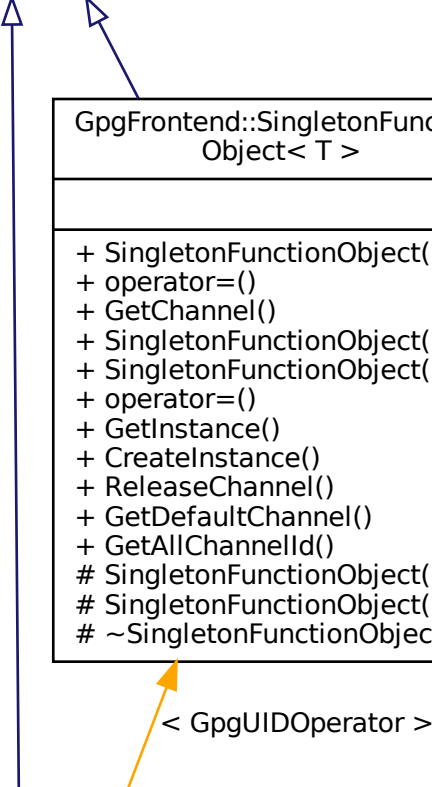 GpgFrontend::SingletonFunc
Object< T >
+ SingletonFunctionObject(
+ operator=()
+ GetChannel()
+ SingletonFunctionObject(
+ SingletonFunctionObject(
+ operator=()
+ GetInstance()
+ CreateInstance()
+ ReleaseChannel()
+ GetDefaultChannel()
+ GetAllChannelId()
# SingletonFunctionObject(
# SingletonFunctionObject(
# ~SingletonFunctionObjec
< GpgUIDOperator >